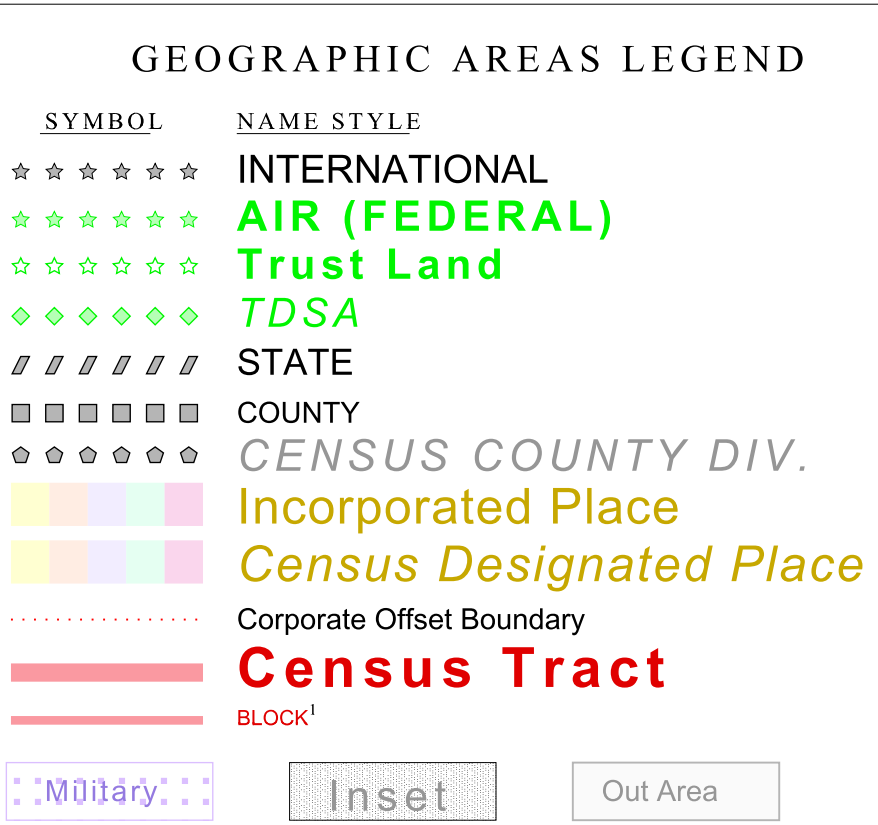 GEOGRAPHIC AREAS LEGEND
SYMBOL NAME STYLE
INTERNATIONAL
AIR (FEDERAL)
Trust Land
TDSA
STATE
COUNTY
CENSUS COUNTY DIV.
Incorporated Place
Census Designated Place
Corporate Offset Boundary
Census Tract
BLOCK¹
Military Inset Out Area